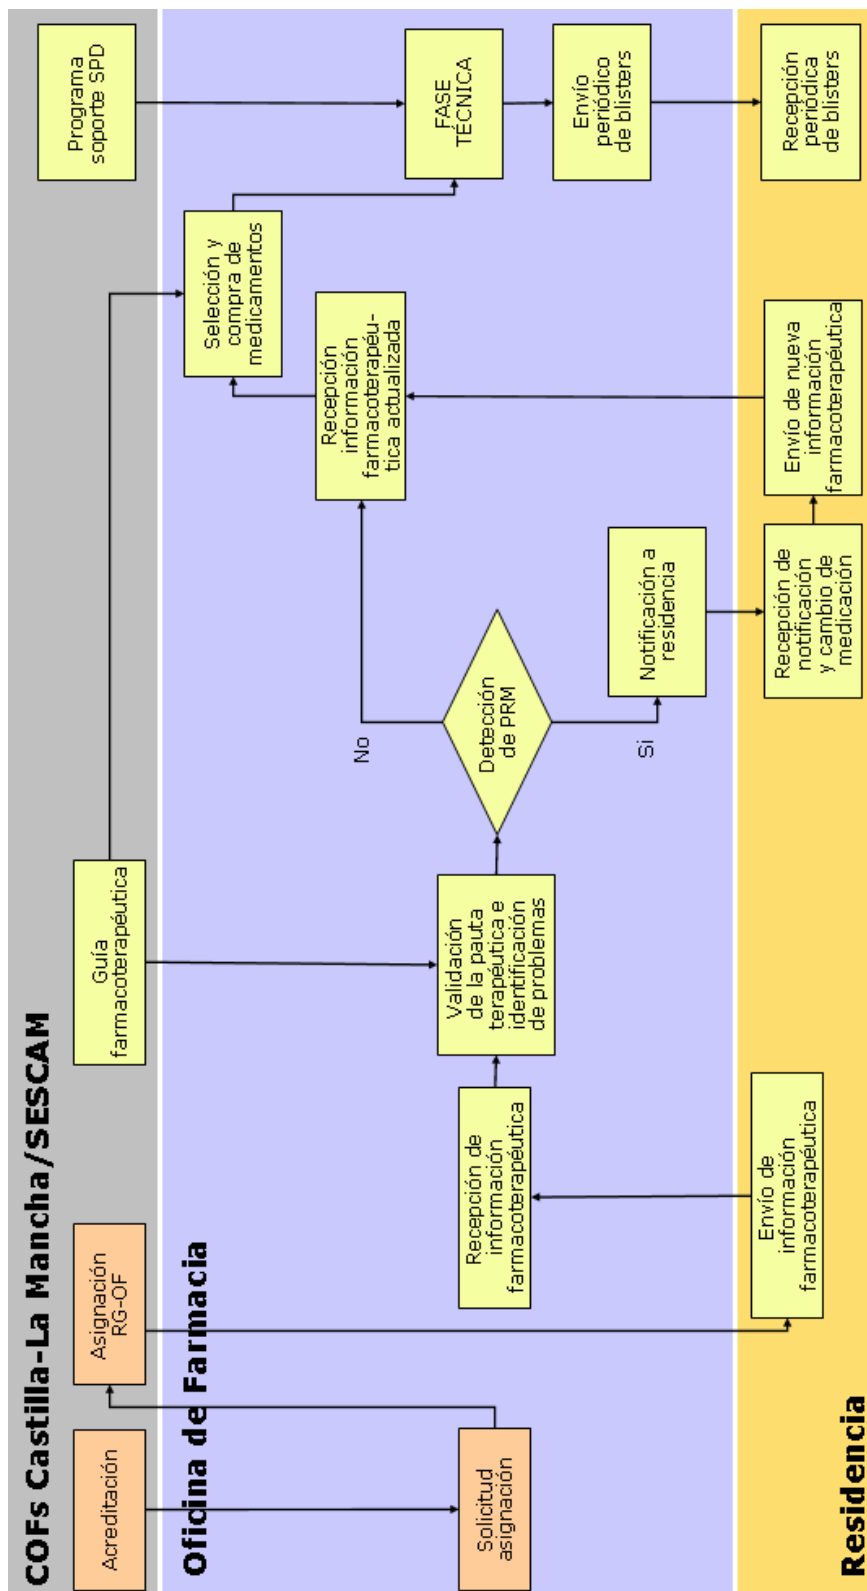 COFs Castilla-La Mancha/SESCAM
Acreditación
Asignación
RG-OF
Guía
farmacoterapéutica
Programa
soporte SPD
Oficina de Farmacia
Solicitud
asignación
Recepción de
información
farmacoterapéutica
Validación
de la pauta
terapéutica e
identificación
de problemas
Detección
de PRM
No
Si
Notificación a
residencia
Recepción
información
farmacoterapéu-
tica actualizada
Selección y
compra de
medicamentos
FASE
TÉCNICA
Envío
periódico
de blisters
Residencia
Envío de
información
farmacoterapéutica
Recepción de
notificación
y cambio de
medicación
Envío de nueva
información
farmacoterapéutica
Recepción
periódica
de blisters